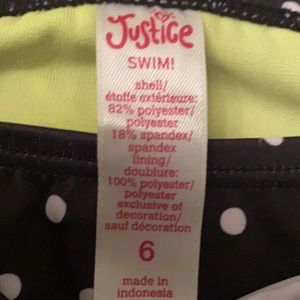 Justice
SWIM!
shell/
étoffe extérieure:
82% polyester/
polyester
18% spandex/
spandex
lining/
doublure:
100% polyester/
polyester
exclusive of
decoration/
sauf décoration
6
made in
indonesia